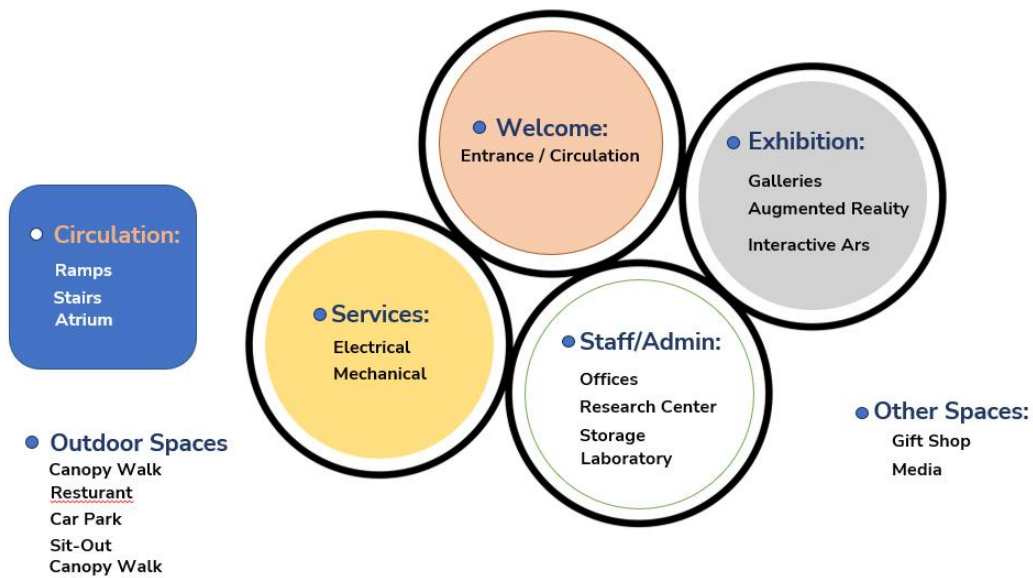 Welcome:
Entrance / Circulation
Exhibition:
Galleries
Augmented Reality
Interactive Ars
Circulation:
Ramps
Stairs
Atrium
Services:
Electrical
Mechanical
Staff/Admin:
Offices
Research Center
Storage
Laboratory
Other Spaces:
Gift Shop
Media
Outdoor Spaces
Canopy Walk
Resturant
Car Park
Sit-Out
Canopy Walk